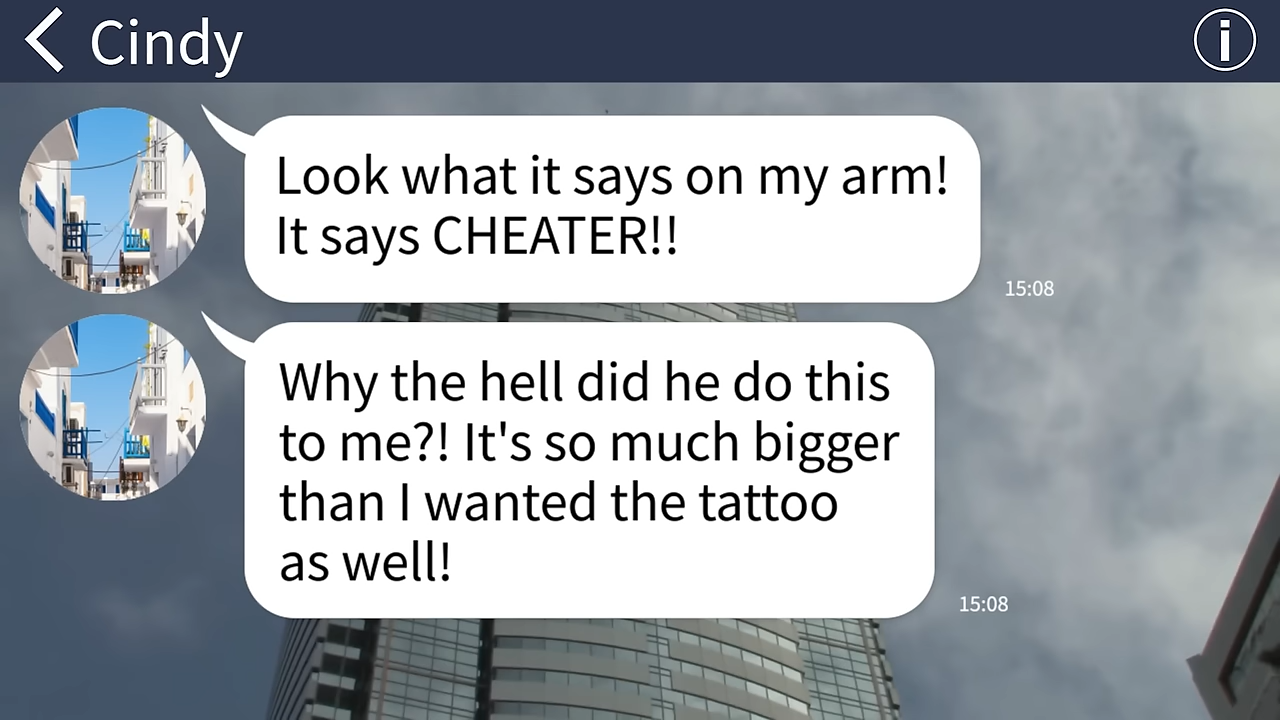 Cindy
Look what it says on my arm!
It says CHEATER!!
15:08
Why the hell did he do this
to me?! It's so much bigger
than I wanted the tattoo
as well!
15:08